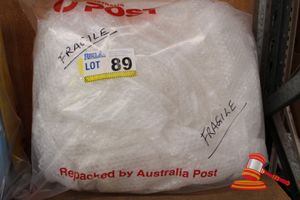 POST
FRAGILE
LOT 89
FRAGILE
Repacked by Australia Post